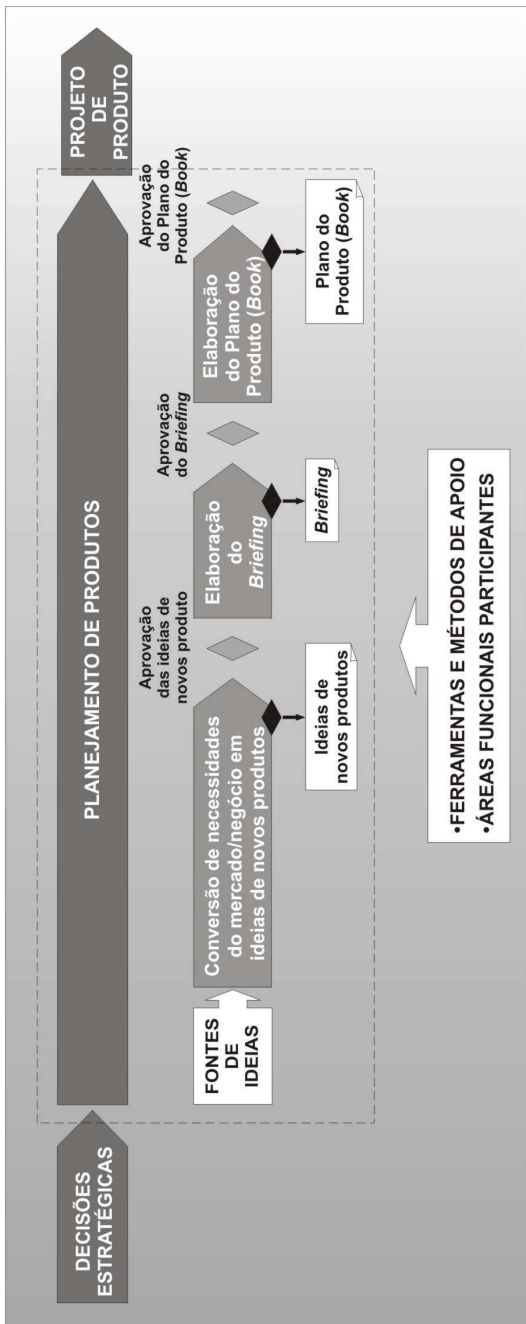 DECISÕES
ESTRATÉGICAS
PLANEJAMENTO DE PRODUTOS
PROJETO
DE
PRODUTO
FONTES
DE
IDEIAS
Conversão de necessidades
do mercado/negócio em
ideias de novos produtos
Ideias de
novos produtos
Aprovação
das ideias de
novos produto
Elaboração
do
Briefing
Briefing
Aprovação
do Briefing
Elaboração
do Plano do
Produto (Book)
Plano do
Produto (Book)
Aprovação
do Plano do
Produto (Book)
•FERRAMENTAS E MÉTODOS DE APOIO
•ÁREAS FUNCIONAIS PARTICIPANTES